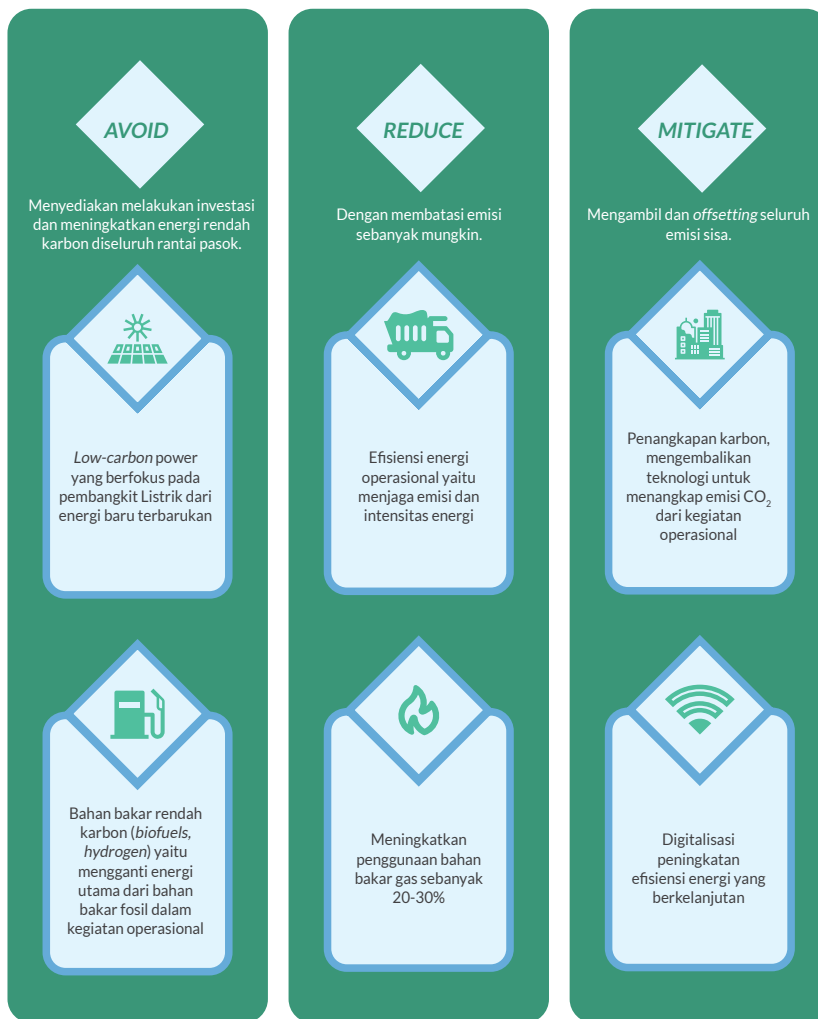 AVOID
Menyediakan melakukan investasi
dan meningkatkan energi rendah
karbon diseluruh rantai pasok.
Low-carbon power
yang berfokus pada
pembangkit Listrik dari
energi baru terbarukan
Bahan bakar rendah
karbon (biofuels,
hydrogen) yaitu
mengganti energi
utama dari bahan
bakar fosil dalam
kegiatan operasional
REDUCE
Dengan membatasi emisi
sebanyak mungkin.
Efisiensi energi
operasional yaitu
menjaga emisi dan
intensitas energi
Meningkatkan
penggunaan bahan
bakar gas sebanyak
20-30%
MITIGATE
Mengambil dan offsetting seluruh
emisi sisa.
Penangkapan karbon,
mengembalikan
teknologi untuk
menangkap emisi CO₂
dari kegiatan
operasional
Digitalisasi
peningkatan
efisiensi energi yang
berkelanjutan